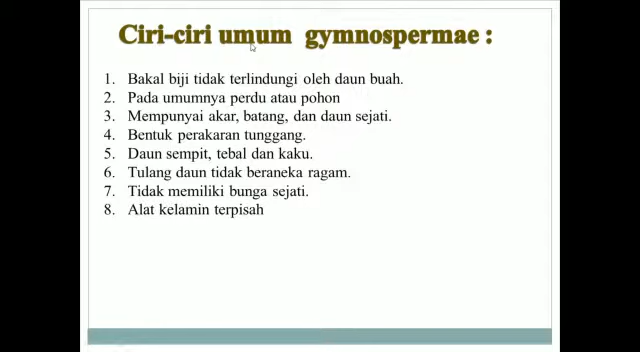 Ciri-ciri umum gymnospermae :
1. Bakal biji tidak terlindungi oleh daun buah.
2. Pada umumnya perdu atau pohon
3. Mempunyai akar, batang, dan daun sejati.
4. Bentuk perakaran tunggang.
5. Daun sempit, tebal dan kaku.
6. Tulang daun tidak beraneka ragam.
7. Tidak memiliki bunga sejati.
8. Alat kelamin terpisah